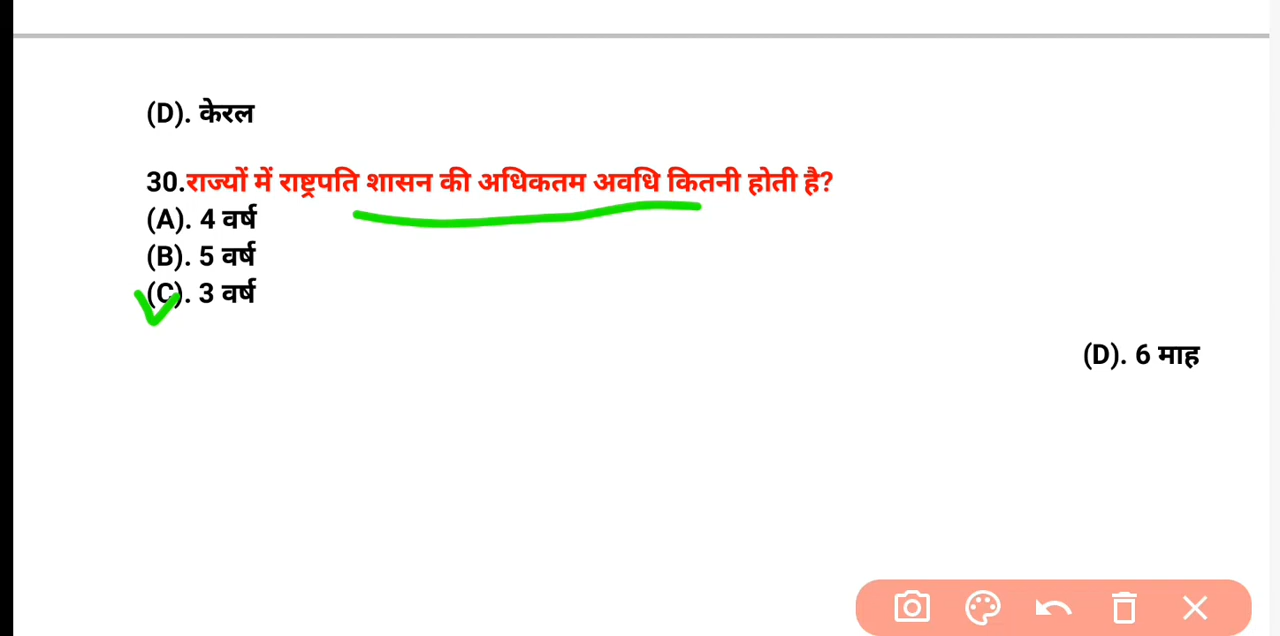 (D). केरल
30.राज्यों में राष्ट्रपति शासन की अधिकतम अवधि कितनी होती है?
(A). 4 वर्ष
(B). 5 वर्ष
(C). 3 वर्ष
(D). 6 माह